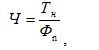 Ч = Тн / Фп ,